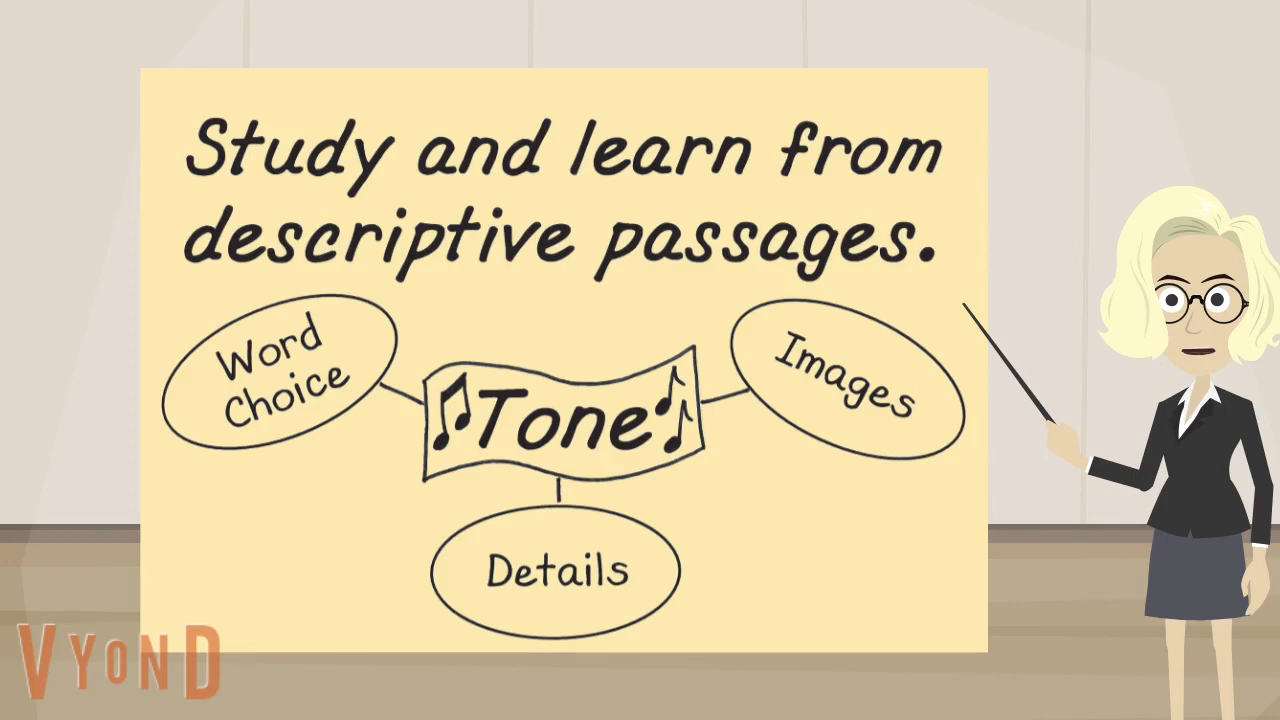 Study and learn from
descriptive passages.
Word
Choice
Tone
Images
Details
VYOND